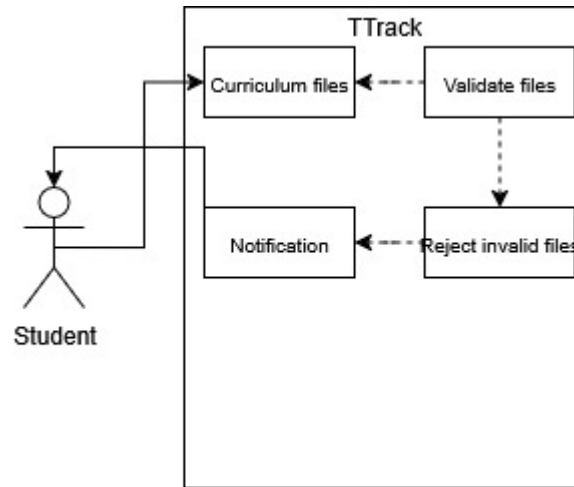 TTrack
Curriculum files
Validate files
Notification
Reject invalid files
Student